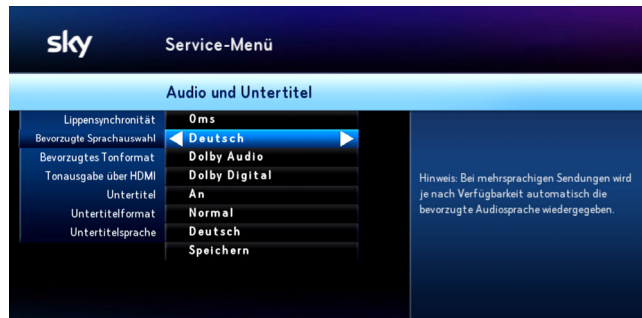 sky Service-Menü
Audio und Untertitel
Lippensynchronität 0ms
Bevorzugte Sprachauswahl Deutsch
Bevorzugtes Tonformat Dolby Audio
Tonausgabe über HDMI Dolby Digital
Untertitel An
Untertitelformat Normal
Untertitelsprache Deutsch
Speichern
Hinweis: Bei mehrsprachigen Sendungen wird
je nach Verfügbarkeit automatisch die
bevorzugte Audiosprache wiedergegeben.